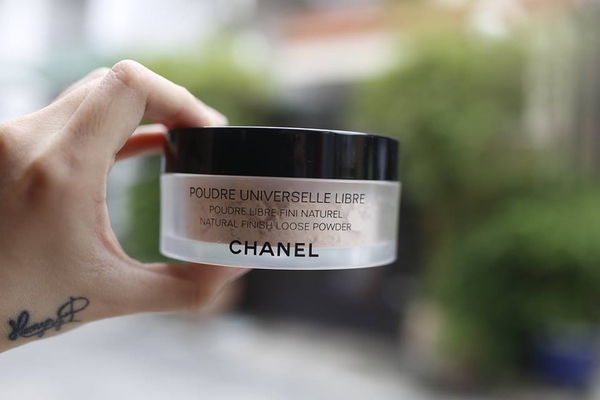 POUDRE UNIVERSELLE LIBRE
POUDRE LIBRE FINI NATUREL
NATURAL FINISH LOOSE POWDER
CHANEL